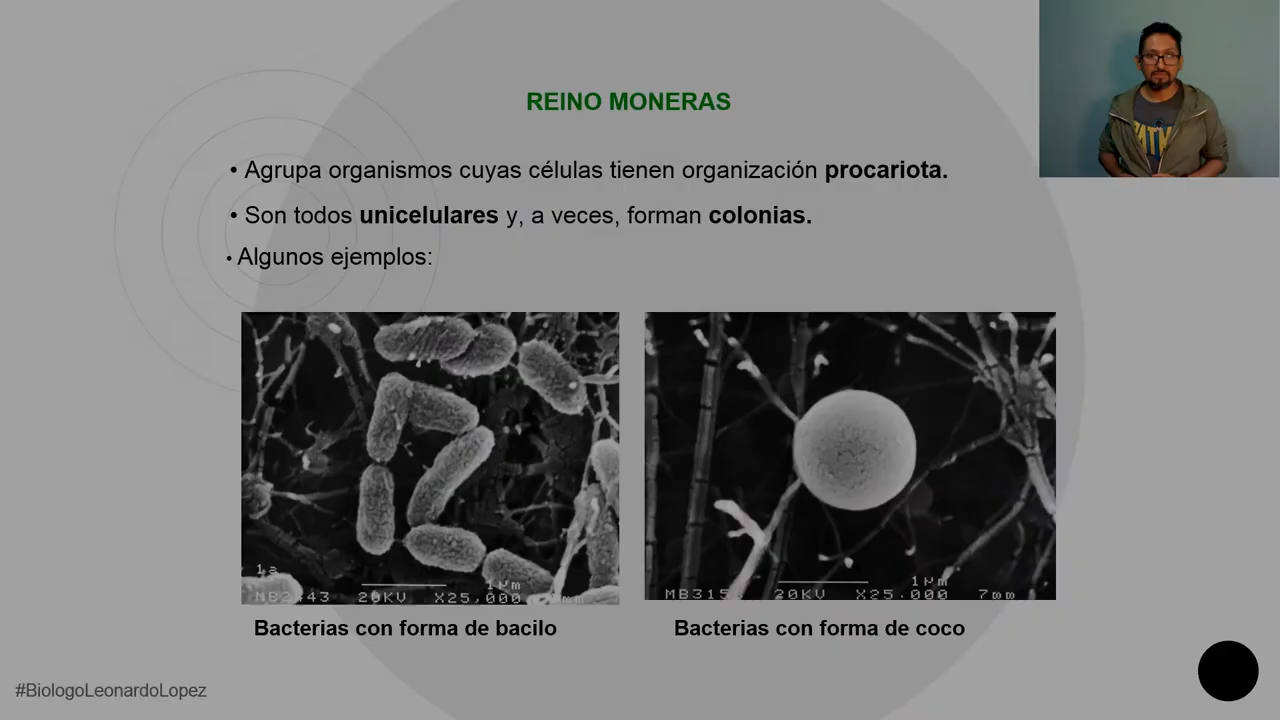 REINO MONERAS
• Agrupa organismos cuyas células tienen organización procariota.
• Son todos unicelulares y, a veces, forman colonias.
• Algunos ejemplos:
1µm
20KV X25,000
1µm
20KV X25.000 7mm
Bacterias con forma de bacilo
Bacterias con forma de coco
#BiologoLeonardoLopez